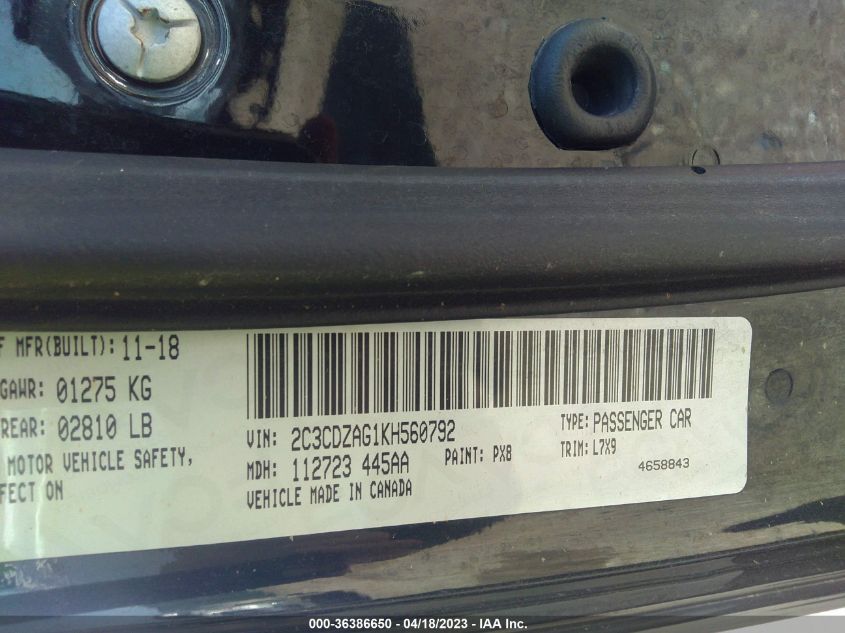 F MFR(BUILT): 11-18
GAWR: 01275 KG
REAR: 02810 LB
MOTOR VEHICLE SAFETY,
FECT ON
VIN: 2C3CDZAG1KH560792
TYPE: PASSENGER CAR
MDH: 112723 445AA
PAINT: PX8
TRIM: L7X9
VEHICLE MADE IN CANADA
4658843
000-36386650 - 04/18/2023 - IAA Inc.